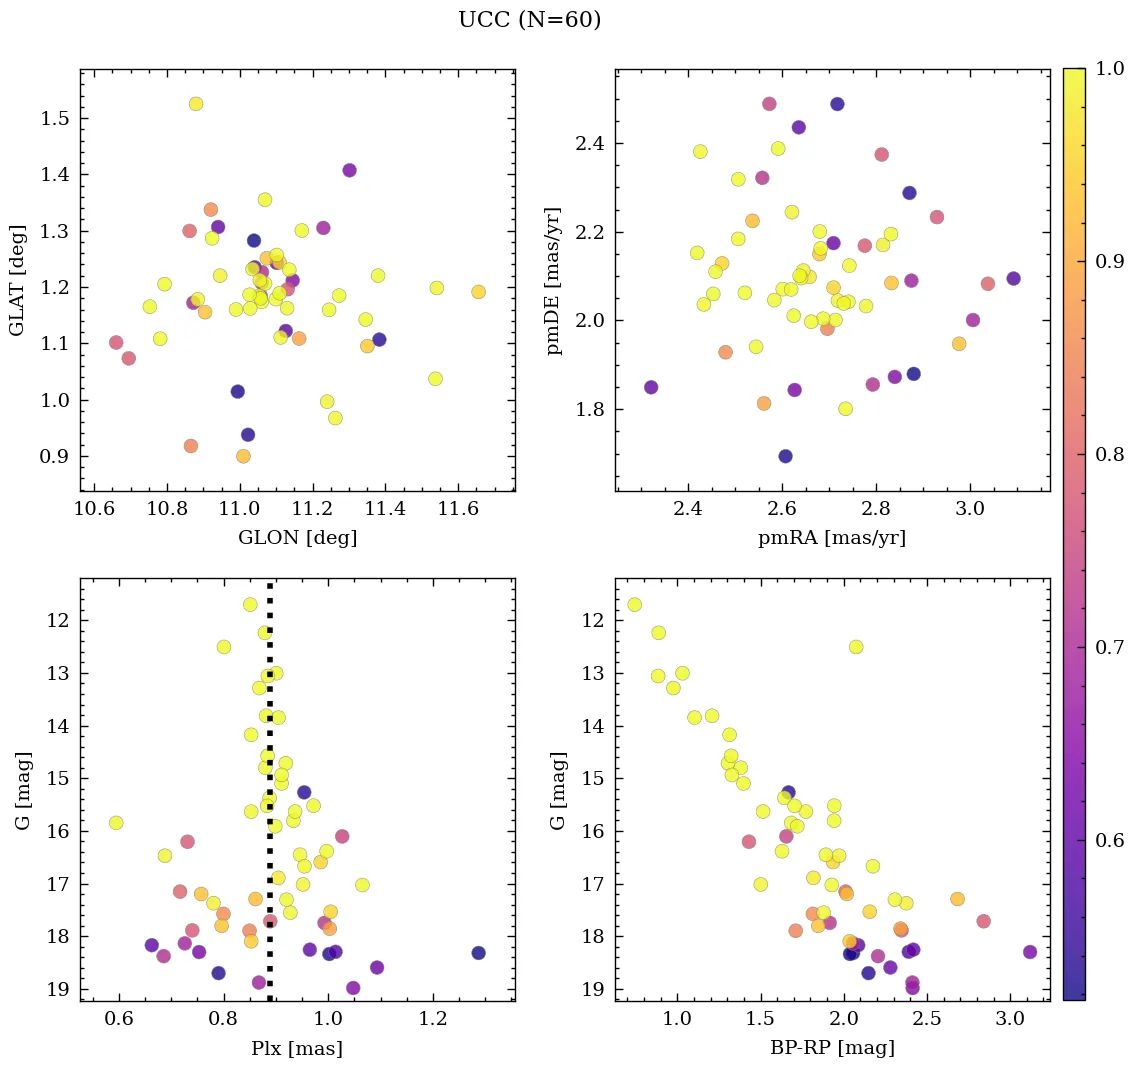 UCC (N=60)
1.5
1.4
1.3
1.2
1.1
1.0
0.9
GLAT [deg]
10.6 10.8 11.0 11.2 11.4 11.6
GLON [deg]
2.4
2.2
2.0
1.8
pmDE [mas/yr]
2.4 2.6 2.8 3.0
pmRA [mas/yr]
12
13
14
15
16
17
18
19
G [mag]
0.6 0.8 1.0 1.2
Plx [mas]
12
13
14
15
16
17
18
19
G [mag]
1.0 1.5 2.0 2.5 3.0
BP-RP [mag]
1.0
0.9
0.8
0.7
0.6